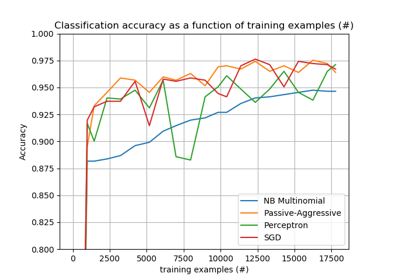 Classification accuracy as a function of training examples (#)
1.000
0.975
0.950
0.925
0.900
0.875
0.850
0.825
0.800
Accuracy
NB Multinomial
Passive-Aggressive
Perceptron
SGD
0 2500 5000 7500 10000 12500 15000 17500
training examples (#)